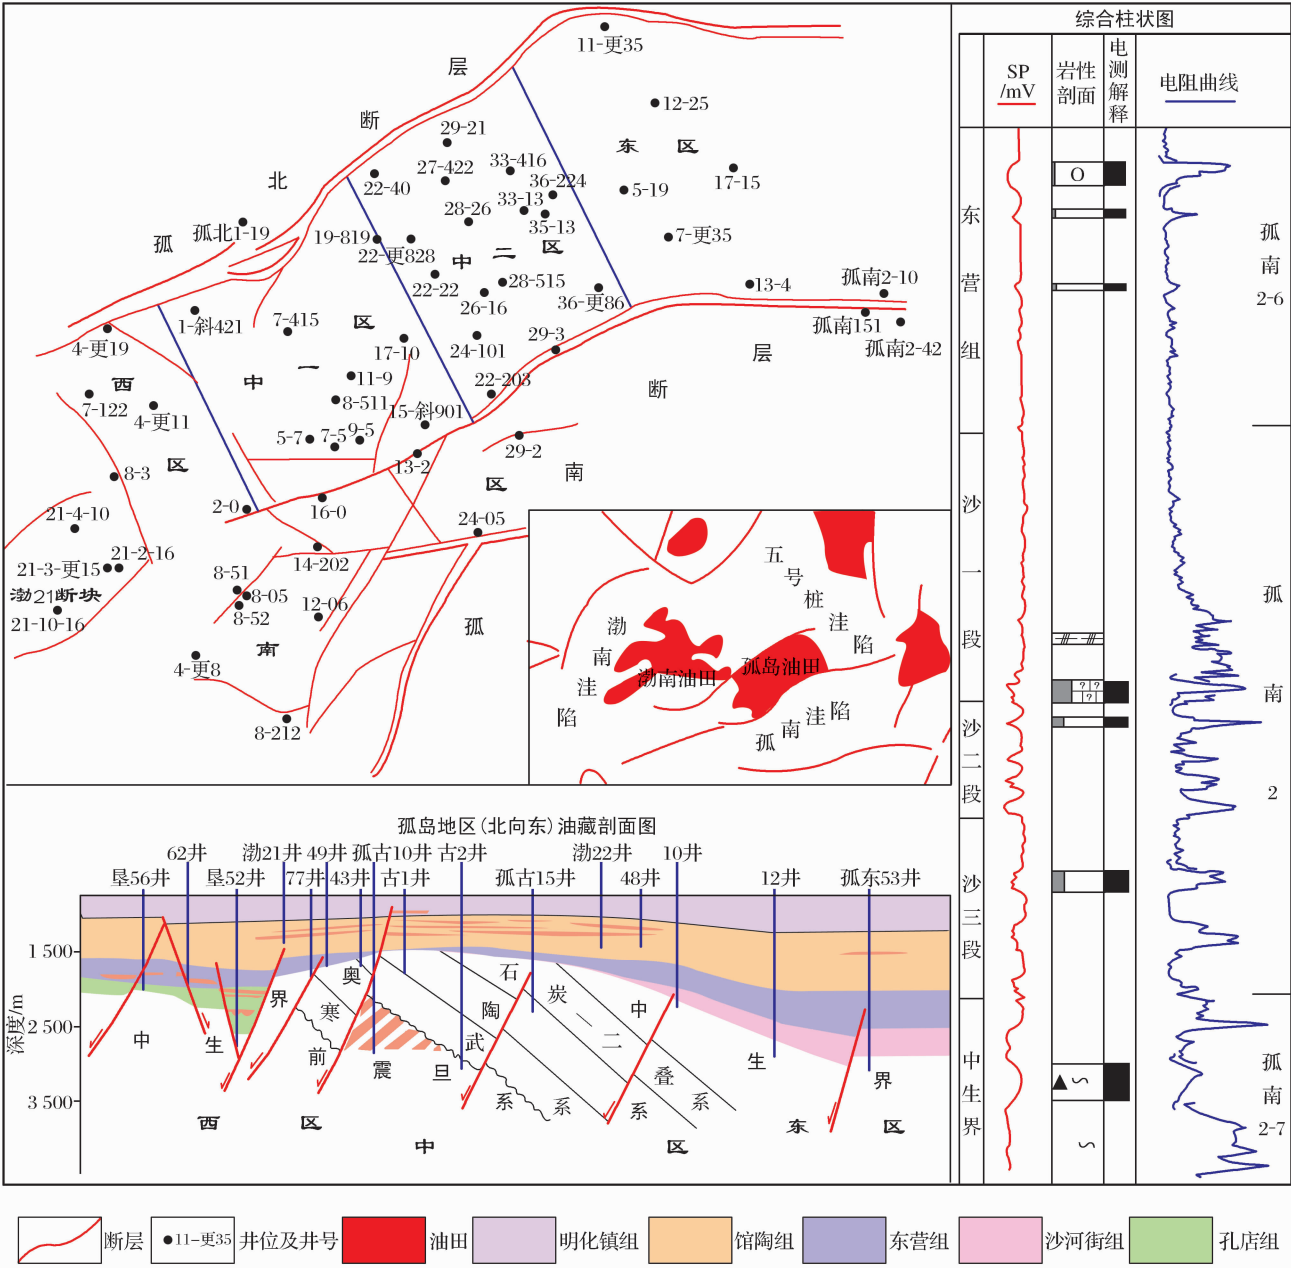 11-更35
层
12-25
断
29-21
东 区
27-422
33-416
北
22-40
36-224
17-15
5-19
33-13
28-26
35-13
孤北1-19
孤
19-819
22-更828
中 二 区
7-更35
22-22
28-515
26-16
36-更86
13-4
孤南2-10
1-斜421
7-415
中 一 区
孤南151
4-更19
17-10
24-101
29-3
层
孤南2-42
西 区
11-9
22-203
断
7-122
4-更11
8-511
15-斜901
5-7
7-5
9-5
29-2
8-3
13-2
南
区
2-0
16-0
21-4-10
24-05
14-202
21-2-16
21-3-更15
8-51
渤21断块
8-05
12-06
21-10-16
8-52
孤
南
4-更8
8-212
五号桩洼陷
渤南洼陷
渤南油田
孤岛油田
孤南洼陷
孤岛地区(北向东)油藏剖面图
62井 渤21井 49井 孤古10井 古2井 渤22井 10井
垦56井 垦52井 77井 43井 古1井 孤古15井 48井 12井 孤东53井
1 500
2 500
3 500
深度/m
中 生 界
寒
奥
前 震 旦
石 炭 一 二 叠 系
陶
武
系
系
系
中 生 界
西 区 中 区 东 区
综合柱状图
SP
/mV
岩性
剖面
电测解释
电阻曲线
东营组
沙一段
沙二段
沙三段
中生界
O
? ?
?
孤南
2-6
孤南
2
孤南
2-7
断层
11-更35
井位及井号
油田
明化镇组
馆陶组
东营组
沙河街组
孔店组